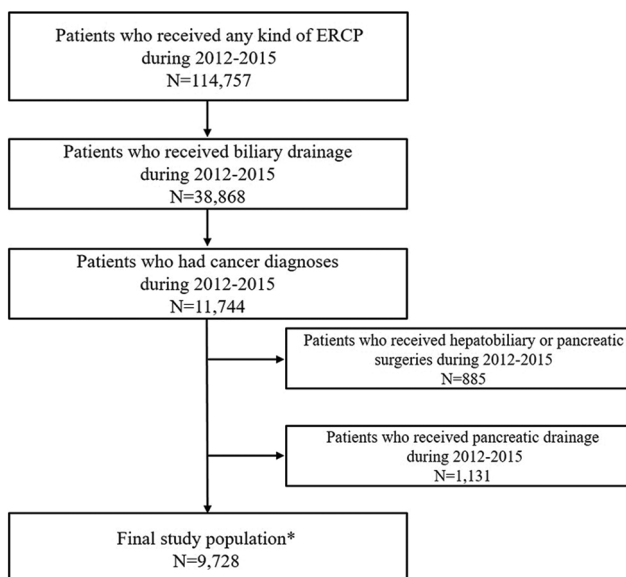 Patients who received any kind of ERCP
during 2012-2015
N=114,757
Patients who received biliary drainage
during 2012-2015
N=38,868
Patients who had cancer diagnoses
during 2012-2015
N=11,744
Patients who received hepatobiliary or pancreatic
surgeries during 2012-2015
N=885
Patients who received pancreatic drainage
during 2012-2015
N=1,131
Final study population*
N=9,728